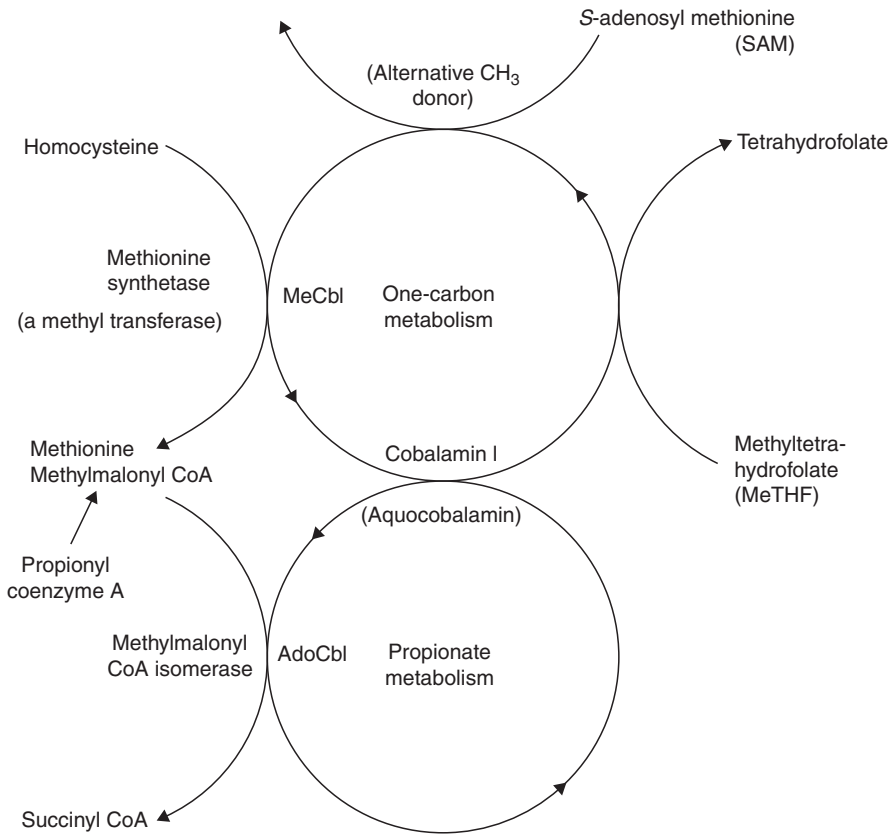 S-adenosyl methionine
(SAM)
(Alternative CH₃
donor)
Homocysteine
Tetrahydrofolate
Methionine
synthetase
(a methyl transferase)
MeCbl
One-carbon
metabolism
Methionine
Methylmalonyl CoA
Cobalamin I
Methyltetra-
hydrofolate
(MeTHF)
(Aquocobalamin)
Propionyl
coenzyme A
Methylmalonyl
CoA isomerase
AdoCbl
Propionate
metabolism
Succinyl CoA